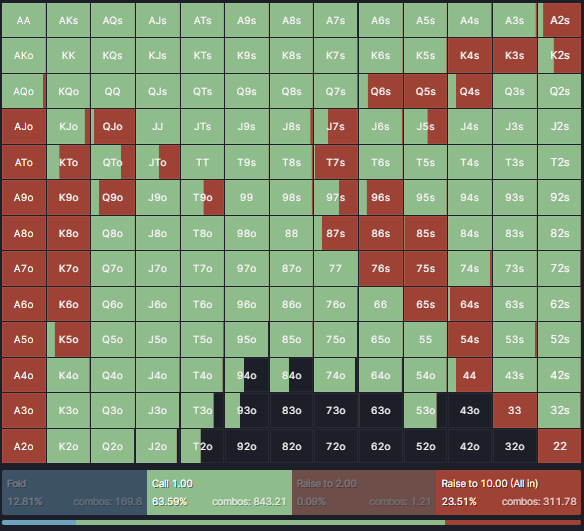 AA AKs AQs AJs ATs A9s A8s A7s A6s A5s A4s A3s A2s
AKo KK KQs KJs KTs K9s K8s K7s K6s K5s K4s K3s K2s
AQo KQo QQ QJs QTs Q9s Q8s Q7s Q6s Q5s Q4s Q3s Q2s
AJo KJo QJo JJ JTs J9s J8s J7s J6s J5s J4s J3s J2s
ATo KTo QTo JTo TT T9s T8s T7s T6s T5s T4s T3s T2s
A9o K9o Q9o J9o T9o 99 98s 97s 96s 95s 94s 93s 92s
A8o K8o Q8o J8o T8o 98o 88 87s 86s 85s 84s 83s 82s
A7o K7o Q7o J7o T7o 97o 87o 77 76s 75s 74s 73s 72s
A6o K6o Q6o J6o T6o 96o 86o 76o 66 65s 64s 63s 62s
A5o K5o Q5o J5o T5o 95o 85o 75o 65o 55 54s 53s 52s
A4o K4o Q4o J4o T4o 94o 84o 74o 64o 54o 44 43s 42s
A3o K3o Q3o J3o T3o 93o 83o 73o 63o 53o 43o 33 32s
A2o K2o Q2o J2o T2o 92o 82o 72o 62o 52o 42o 32o 22
Fold Call 1.00 Raise to 2.00 Raise to 10.00 (All in)
12.81% combos: 169.8 63.59% combos: 843.21 0.09% combos: 1.21 23.51% combos: 311.78